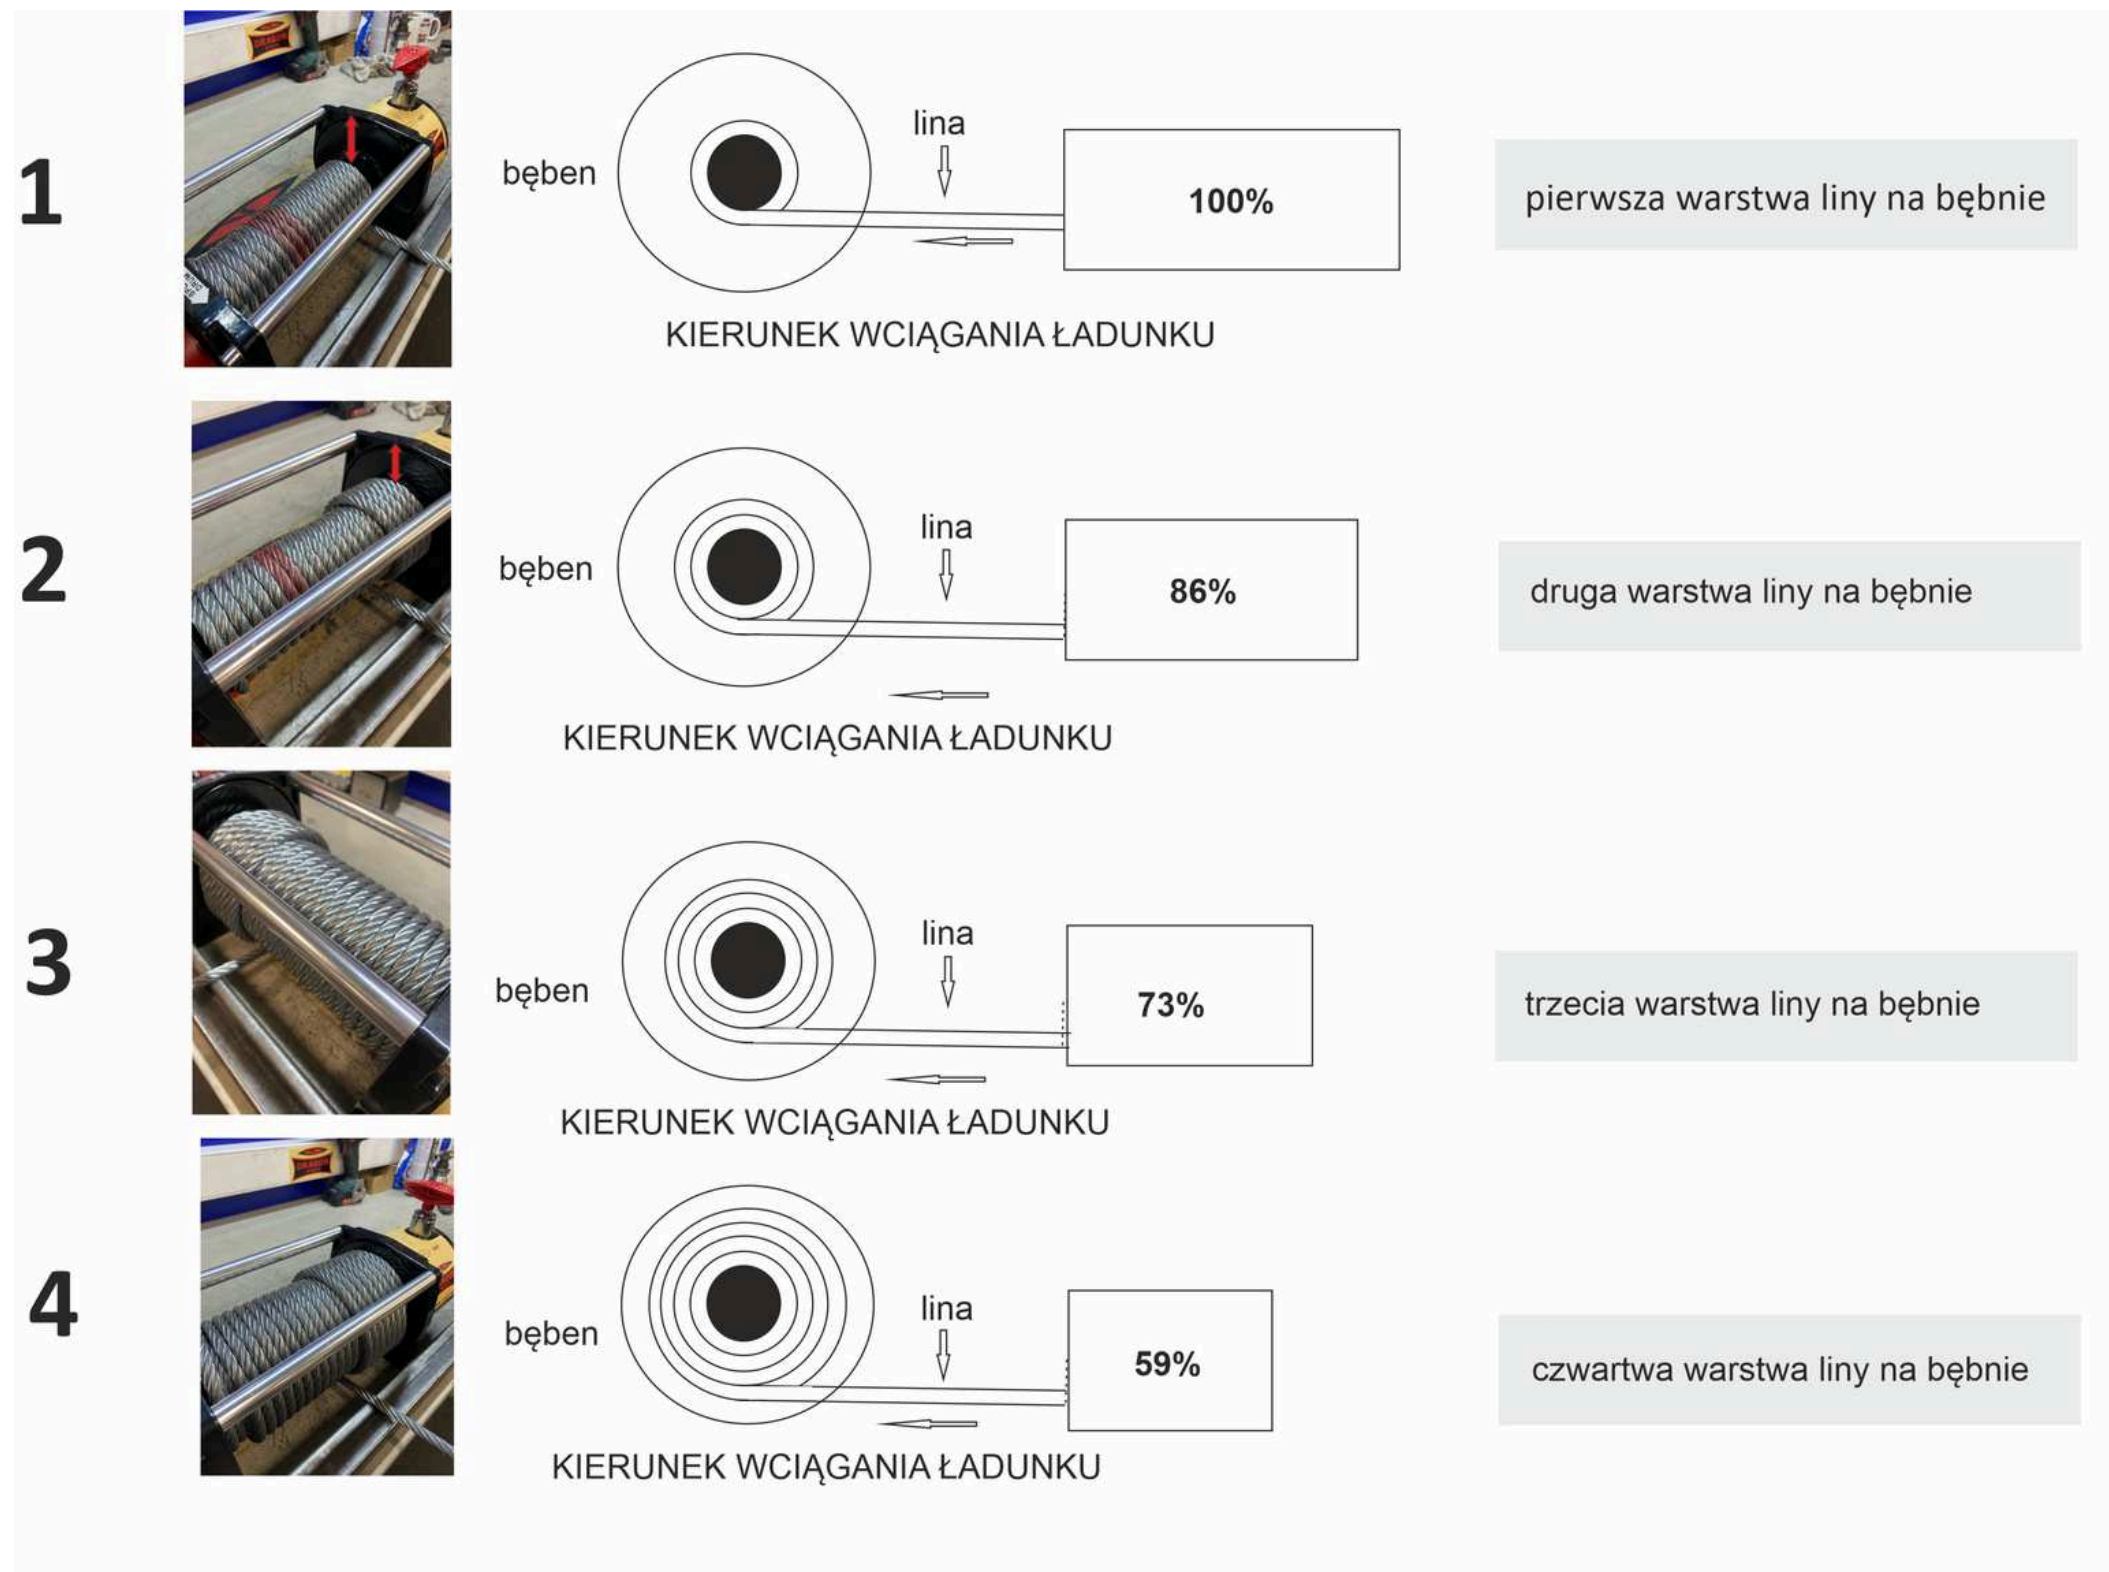 1
bęben
lina
100%
pierwsza warstwa liny na bębnie
KIERUNEK WCIĄGANIA ŁADUNKU
2
bęben
lina
86%
druga warstwa liny na bębnie
KIERUNEK WCIĄGANIA ŁADUNKU
3
bęben
lina
73%
trzecia warstwa liny na bębnie
KIERUNEK WCIĄGANIA ŁADUNKU
4
bęben
lina
59%
czwartwa warstwa liny na bębnie
KIERUNEK WCIĄGANIA ŁADUNKU